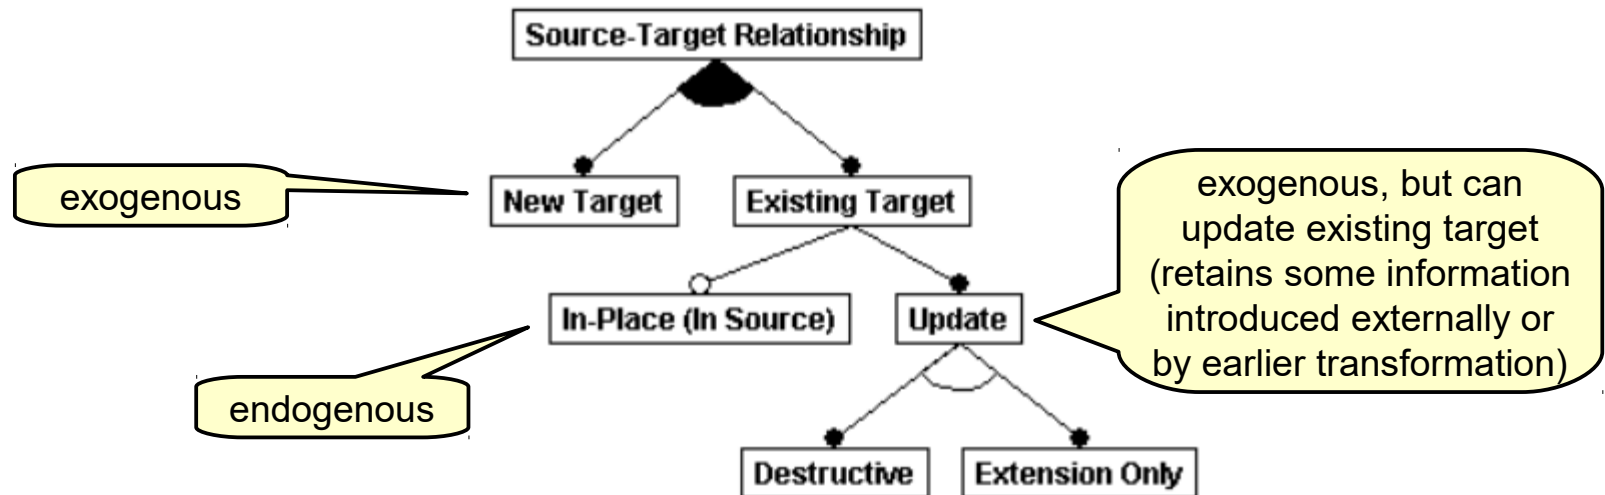 Source-Target Relationship
exogenous
New Target
Existing Target
exogenous, but can
update existing target
(retains some information
introduced externally or
by earlier transformation)
In-Place (In Source)
Update
endogenous
Destructive
Extension Only